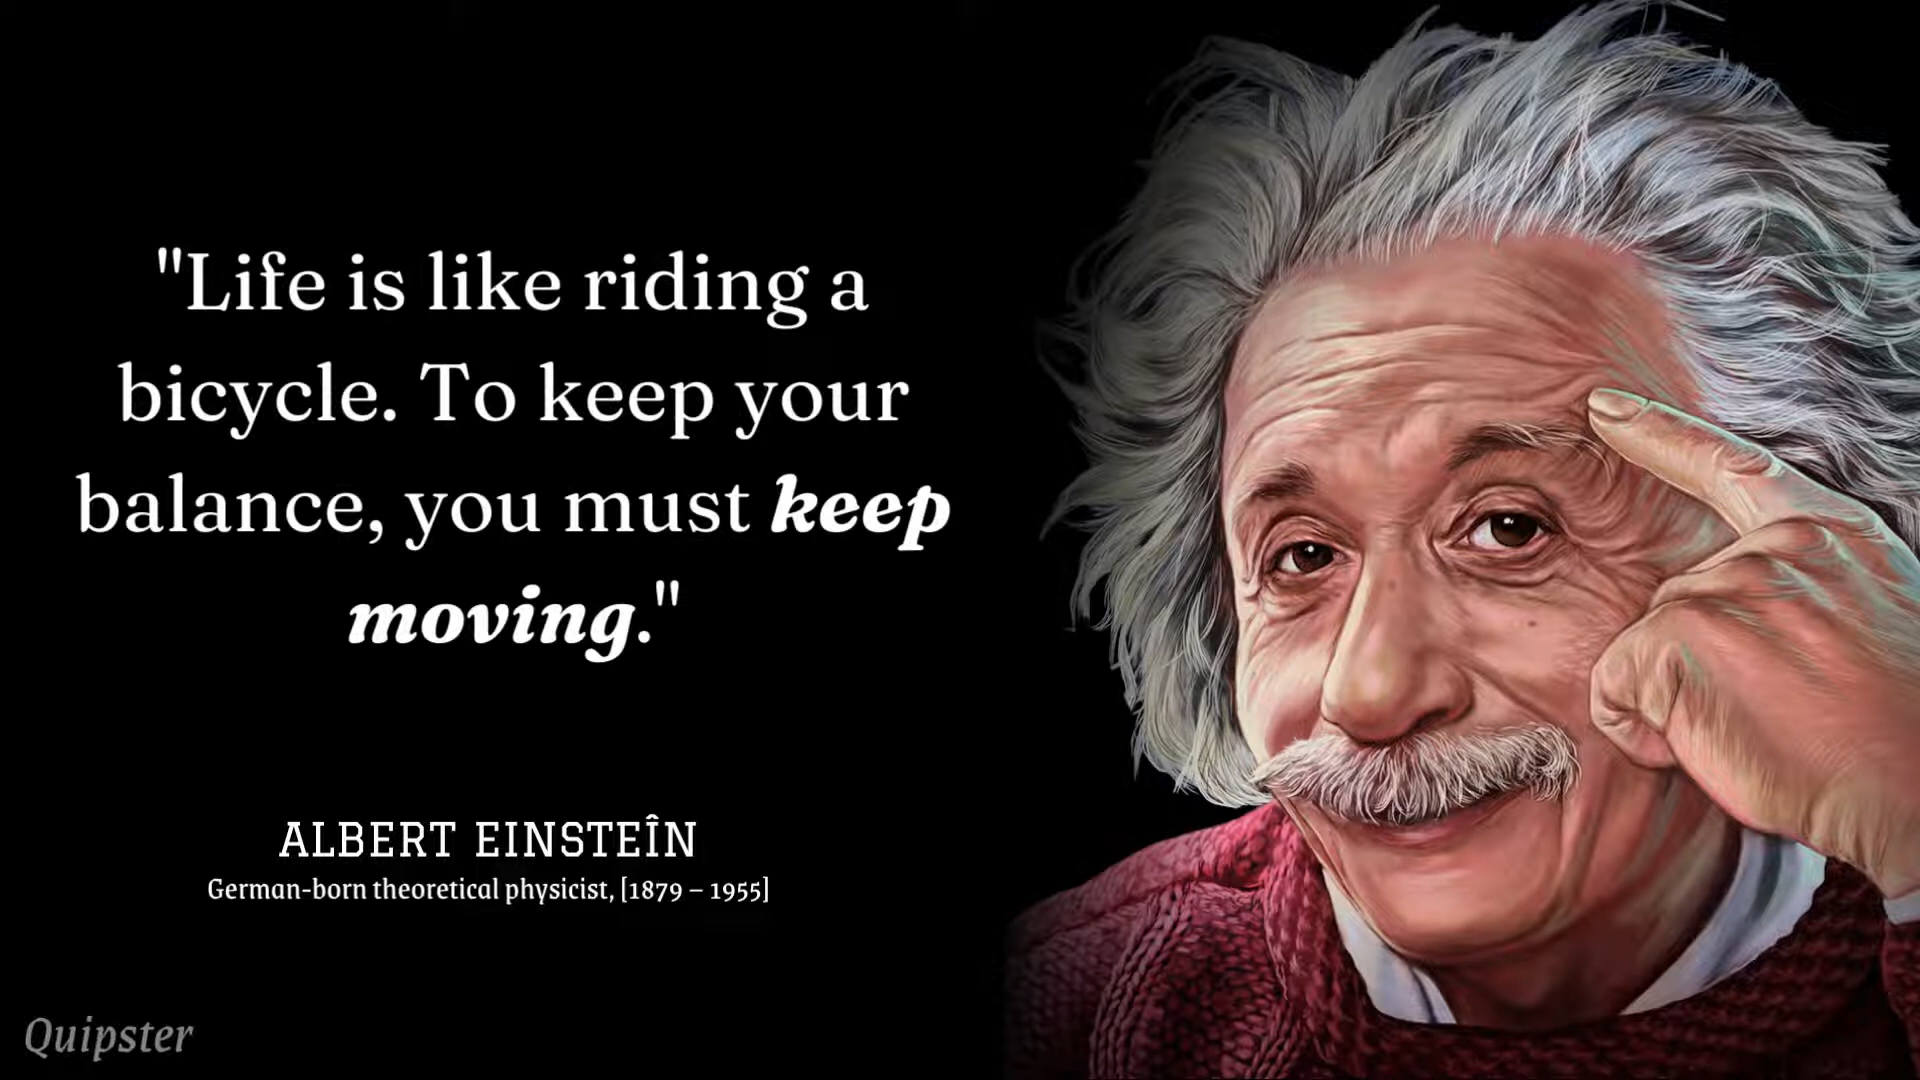 "Life is like riding a
bicycle. To keep your
balance, you must keep
moving."
ALBERT EINSTEÎN
German-born theoretical physicist, [1879 – 1955]
Quipster